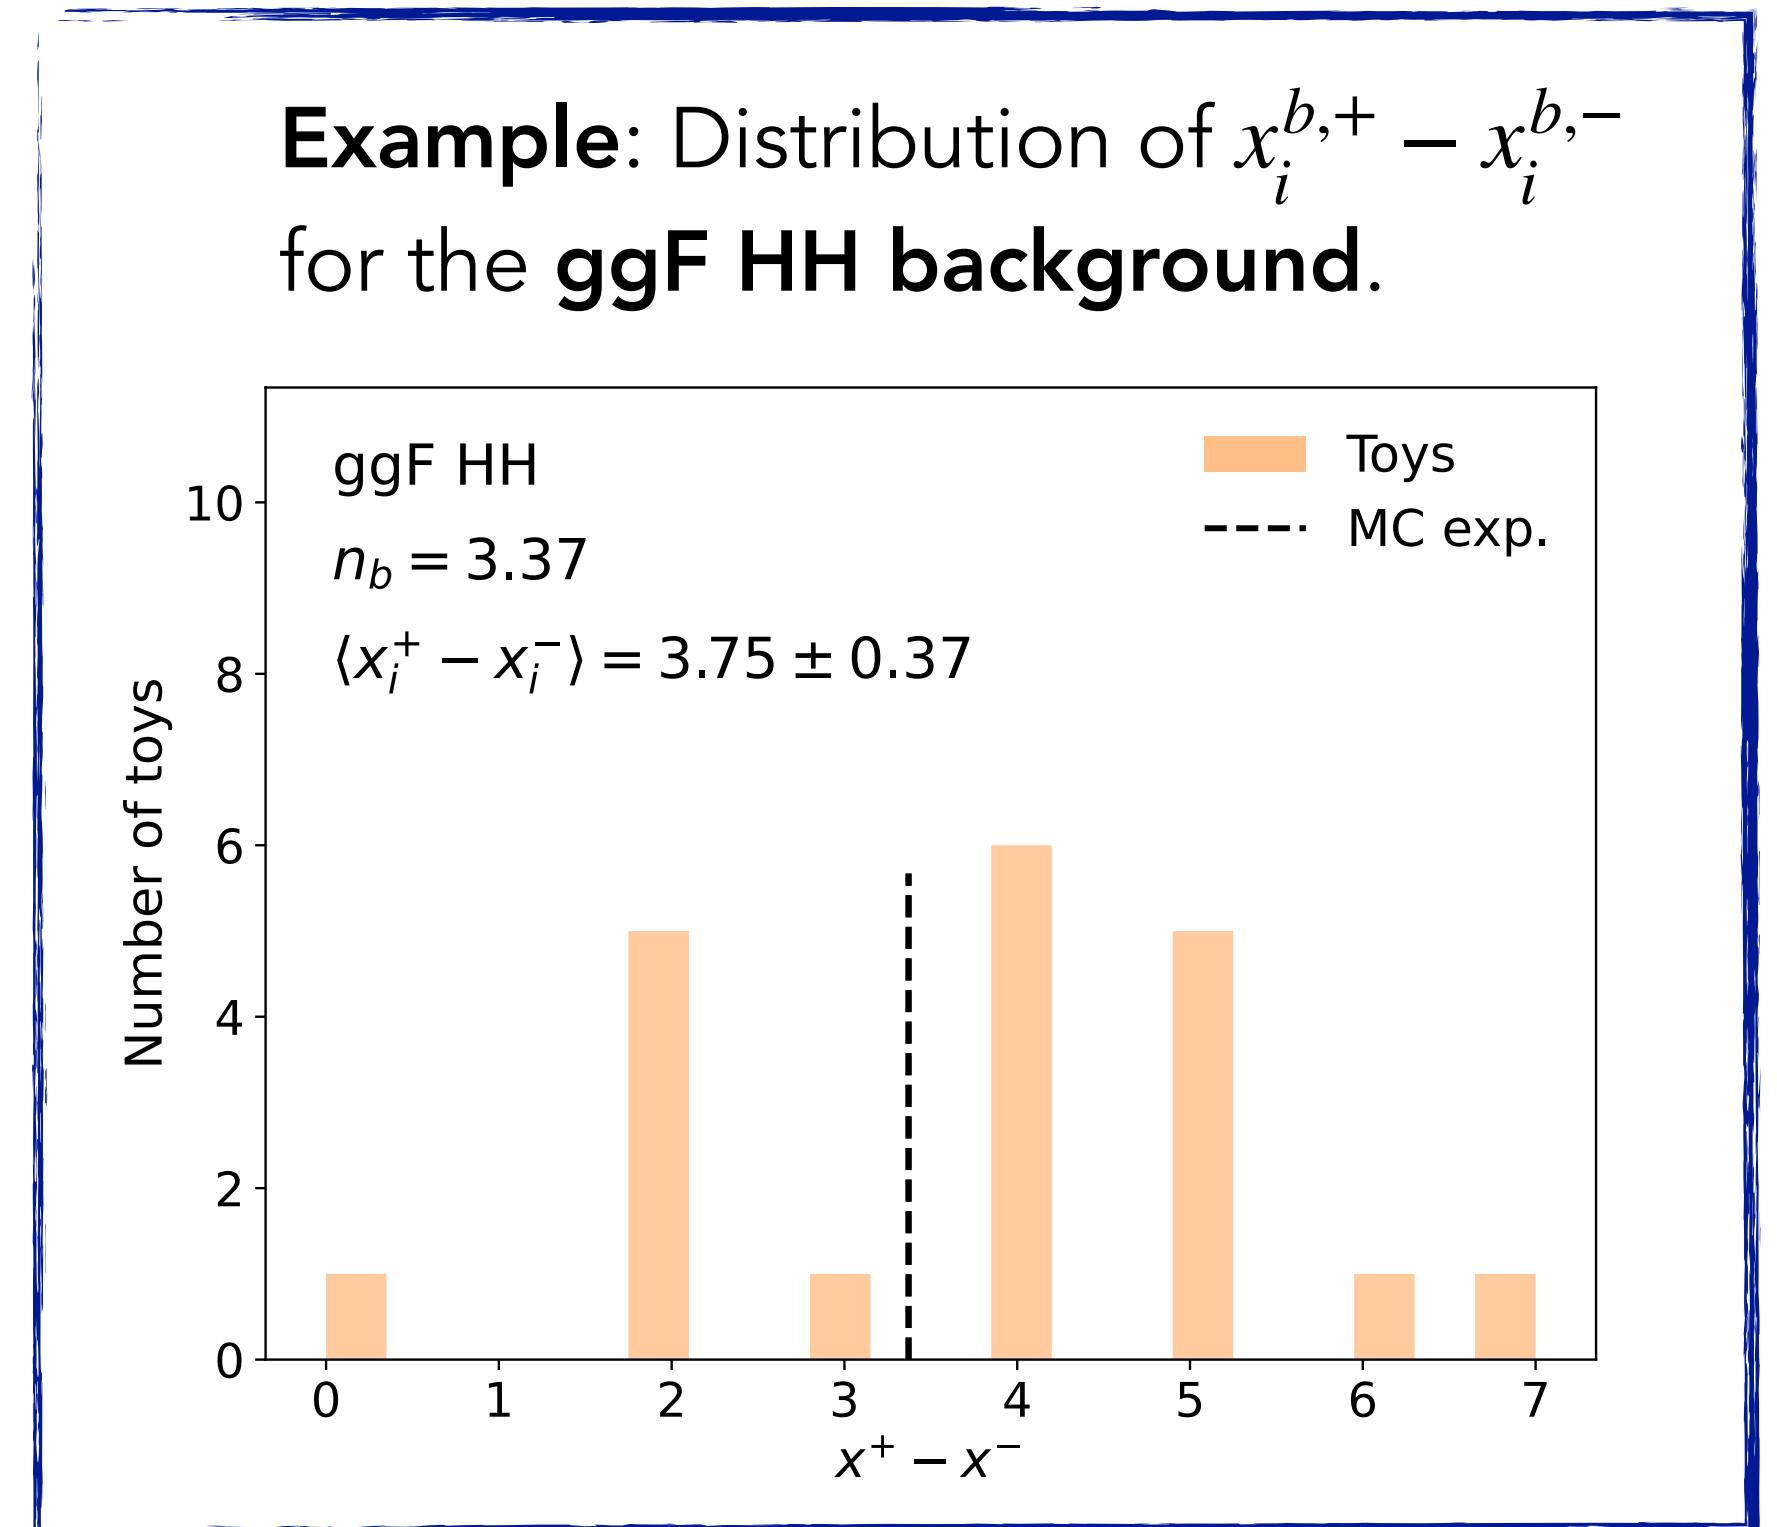 Example: Distribution of x_i^{b,+} − x_i^{b,−}
for the ggF HH background.
ggF HH
n_b = 3.37
⟨x_i^+ − x_i^−⟩ = 3.75 ± 0.37
Toys
MC exp.
Number of toys
10
8
6
4
2
0
0 1 2 3 4 5 6 7
x^+ − x^−